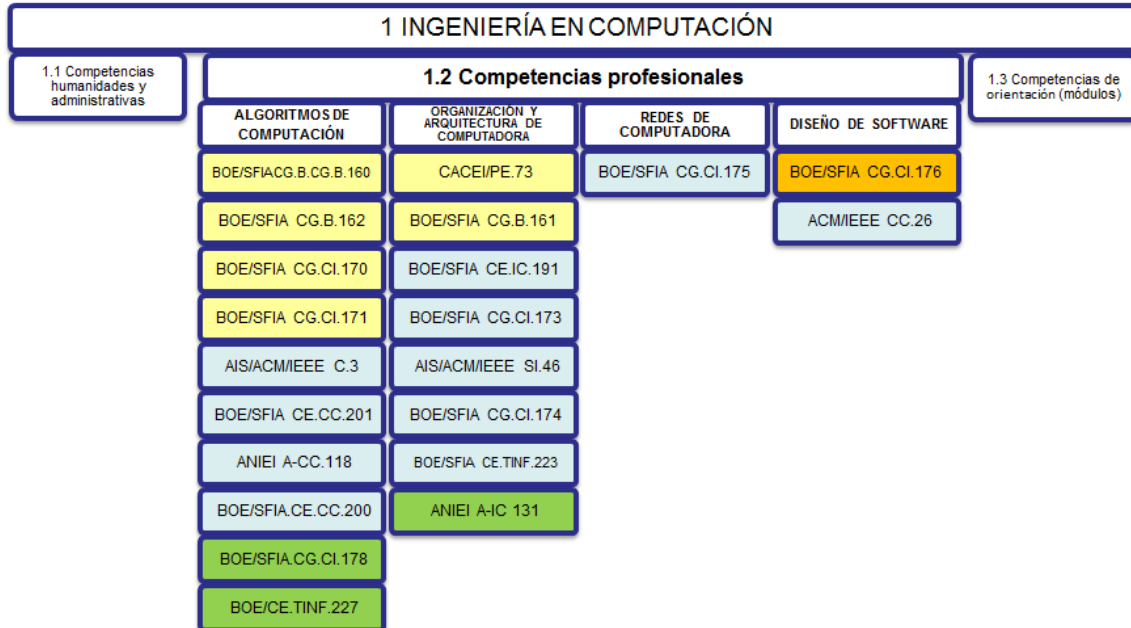 1 INGENIERÍA EN COMPUTACIÓN
1.1 Competencias
humanidades y
administrativas
1.2 Competencias profesionales
1.3 Competencias de
orientación (módulos)
ALGORITMOS DE
COMPUTACIÓN
ORGANIZACIÓN Y
ARQUITECTURA DE
COMPUTADORA
REDES DE
COMPUTADORA
DISEÑO DE SOFTWARE
BOE/SFIACG.B.CG.B.160
CACEI/PE.73
BOE/SFIA CG.CI.175
BOE/SFIA CG.CI.176
BOE/SFIA CG.B.162
BOE/SFIA CG.B.161
ACM/IEEE CC.26
BOE/SFIA CG.CI.170
BOE/SFIA CE.IC.191
BOE/SFIA CG.CI.171
BOE/SFIA CG.CI.173
AIS/ACM/IEEE C.3
AIS/ACM/IEEE SI.46
BOE/SFIA CE.CC.201
BOE/SFIA CG.CI.174
ANIEI A-CC.118
BOE/SFIA CE.TINF.223
BOE/SFIA.CE.CC.200
ANIEI A-IC 131
BOE/SFIA.CG.CI.178
BOE/CE.TINF.227